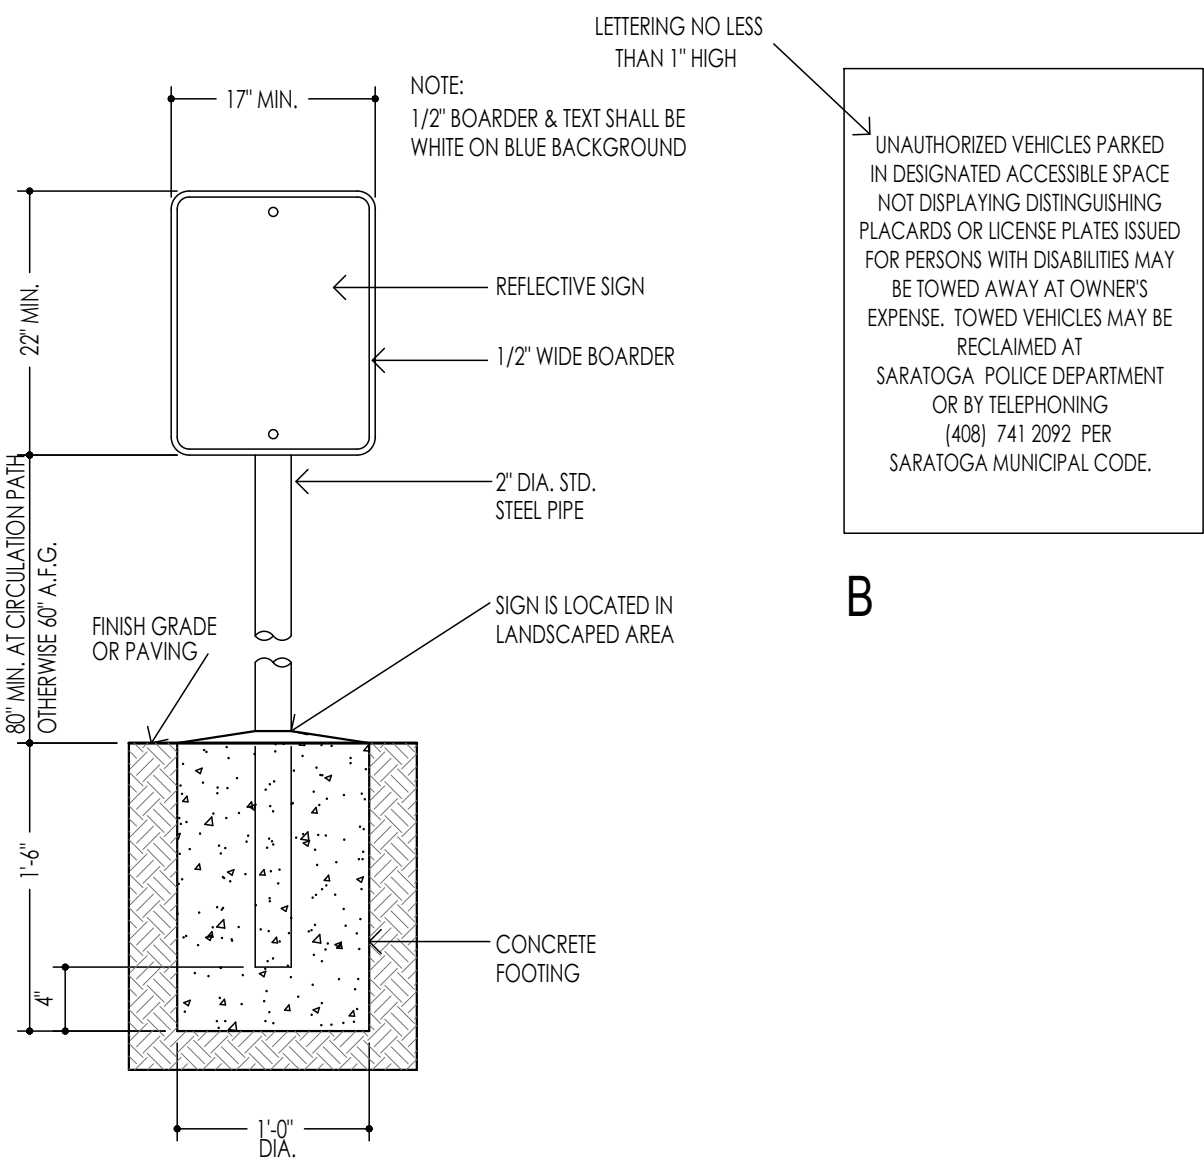 LETTERING NO LESS
THAN 1" HIGH
17" MIN.
NOTE:
1/2" BOARDER & TEXT SHALL BE
WHITE ON BLUE BACKGROUND
22" MIN.
REFLECTIVE SIGN
1/2" WIDE BOARDER
2" DIA. STD.
STEEL PIPE
80" MIN. AT CIRCULATION PATH
OTHERWISE 60" A.F.G.
FINISH GRADE
OR PAVING
SIGN IS LOCATED IN
LANDSCAPED AREA
1'-6"
4"
CONCRETE
FOOTING
1'-0"
DIA.
UNAUTHORIZED VEHICLES PARKED
IN DESIGNATED ACCESSIBLE SPACE
NOT DISPLAYING DISTINGUISHING
PLACARDS OR LICENSE PLATES ISSUED
FOR PERSONS WITH DISABILITIES MAY
BE TOWED AWAY AT OWNER'S
EXPENSE. TOWED VEHICLES MAY BE
RECLAIMED AT
SARATOGA POLICE DEPARTMENT
OR BY TELEPHONING
(408) 741 2092 PER
SARATOGA MUNICIPAL CODE.
B